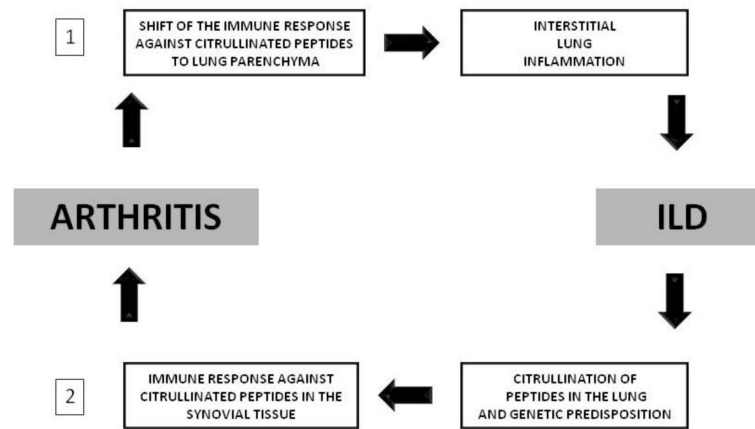 1
SHIFT OF THE IMMUNE RESPONSE
AGAINST CITRULLINATED PEPTIDES
TO LUNG PARENCHYMA
INTERSTITIAL
LUNG
INFLAMMATION
ARTHRITIS
ILD
2
IMMUNE RESPONSE AGAINST
CITRULLINATED PEPTIDES IN THE
SYNOVIAL TISSUE
CITRULLINATION OF
PEPTIDES IN THE LUNG
AND GENETIC PREDISPOSITION